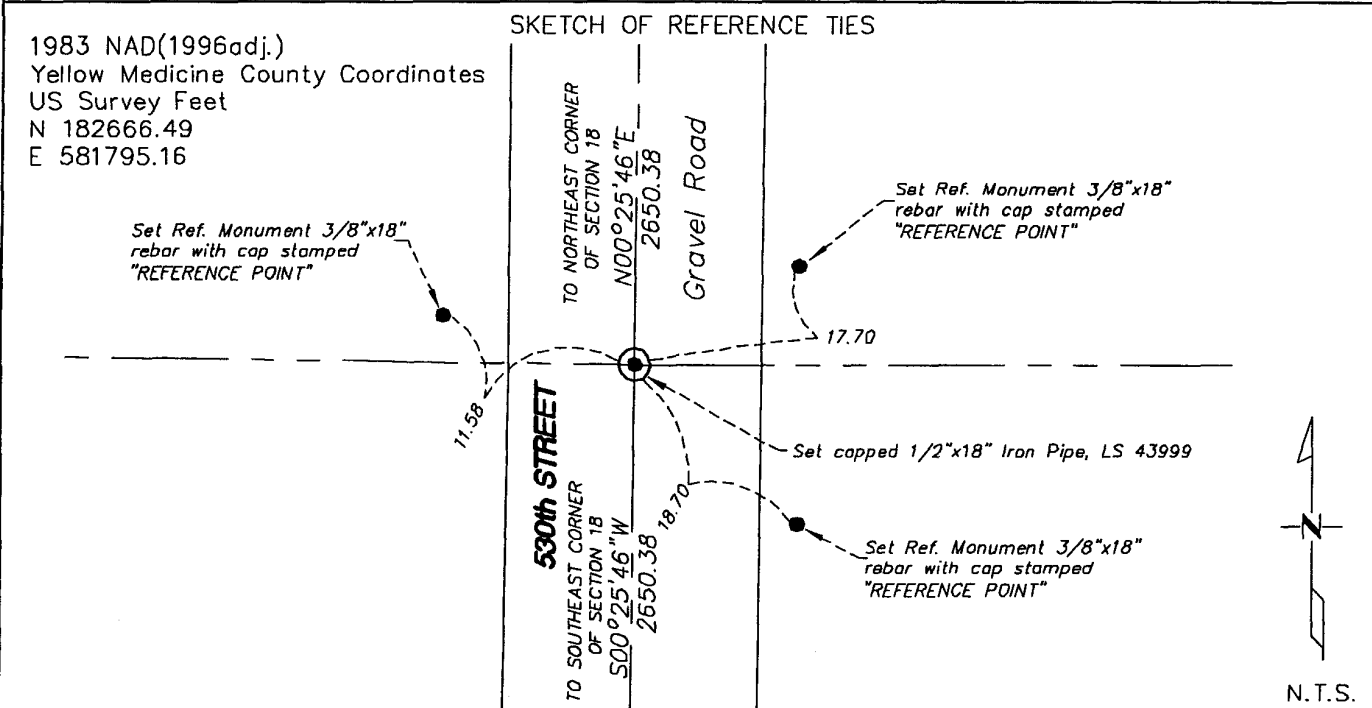 SKETCH OF REFERENCE TIES
1983 NAD(1996adj.)
Yellow Medicine County Coordinates
US Survey Feet
N 182666.49
E 581795.16
TO NORTHEAST CORNER
OF SECTION 18
N00°25'46"E
2650.38
Gravel Road
Set Ref. Monument 3/8"x18"
rebar with cap stamped
"REFERENCE POINT"
Set Ref. Monument 3/8"x18"
rebar with cap stamped
"REFERENCE POINT"
17.70
11.58
530th STREET
Set capped 1/2"x18" Iron Pipe, LS 43999
TO SOUTHEAST CORNER
OF SECTION 18
S00°25'46"W
2650.38
18.70
Set Ref. Monument 3/8"x18"
rebar with cap stamped
"REFERENCE POINT"
N
N.T.S.